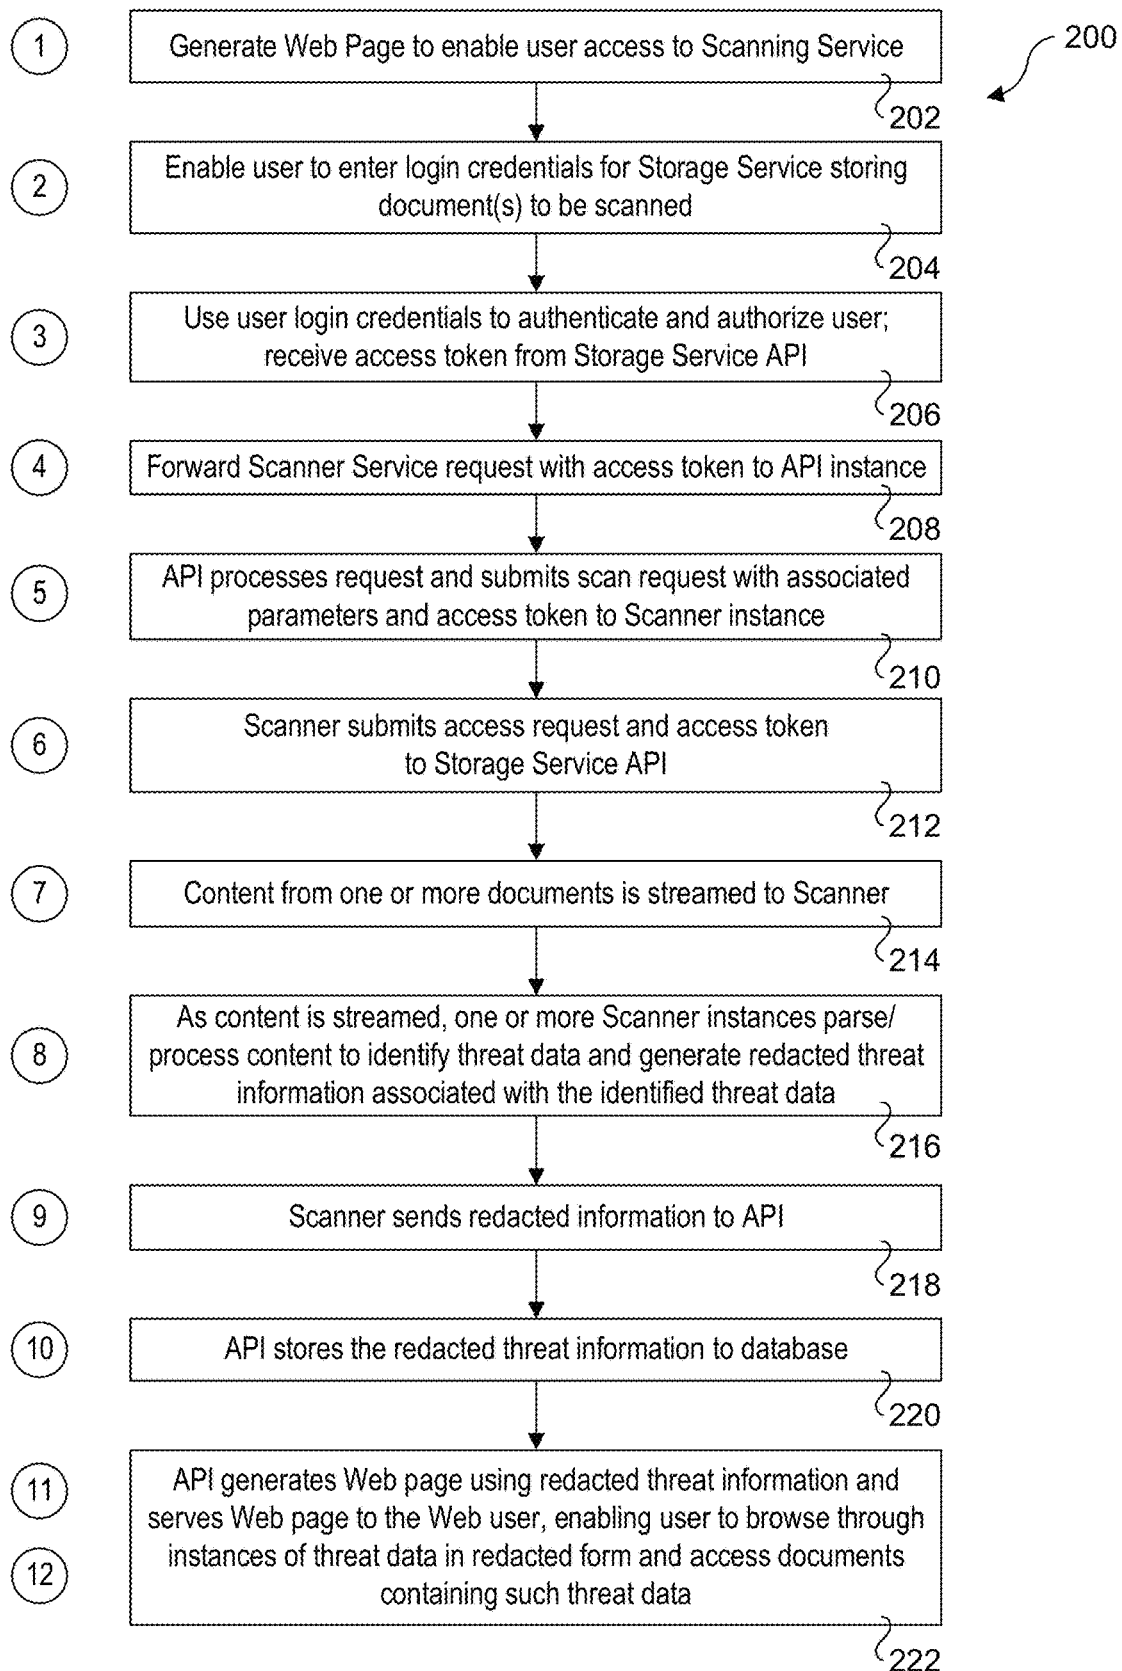 1
Generate Web Page to enable user access to Scanning Service
200
202
2
Enable user to enter login credentials for Storage Service storing
document(s) to be scanned
204
3
Use user login credentials to authenticate and authorize user;
receive access token from Storage Service API
206
4
Forward Scanner Service request with access token to API instance
208
5
API processes request and submits scan request with associated
parameters and access token to Scanner instance
210
6
Scanner submits access request and access token
to Storage Service API
212
7
Content from one or more documents is streamed to Scanner
214
8
As content is streamed, one or more Scanner instances parse/
process content to identify threat data and generate redacted threat
information associated with the identified threat data
216
9
Scanner sends redacted information to API
218
10
API stores the redacted threat information to database
220
11
12
API generates Web page using redacted threat information and
serves Web page to the Web user, enabling user to browse through
instances of threat data in redacted form and access documents
containing such threat data
222